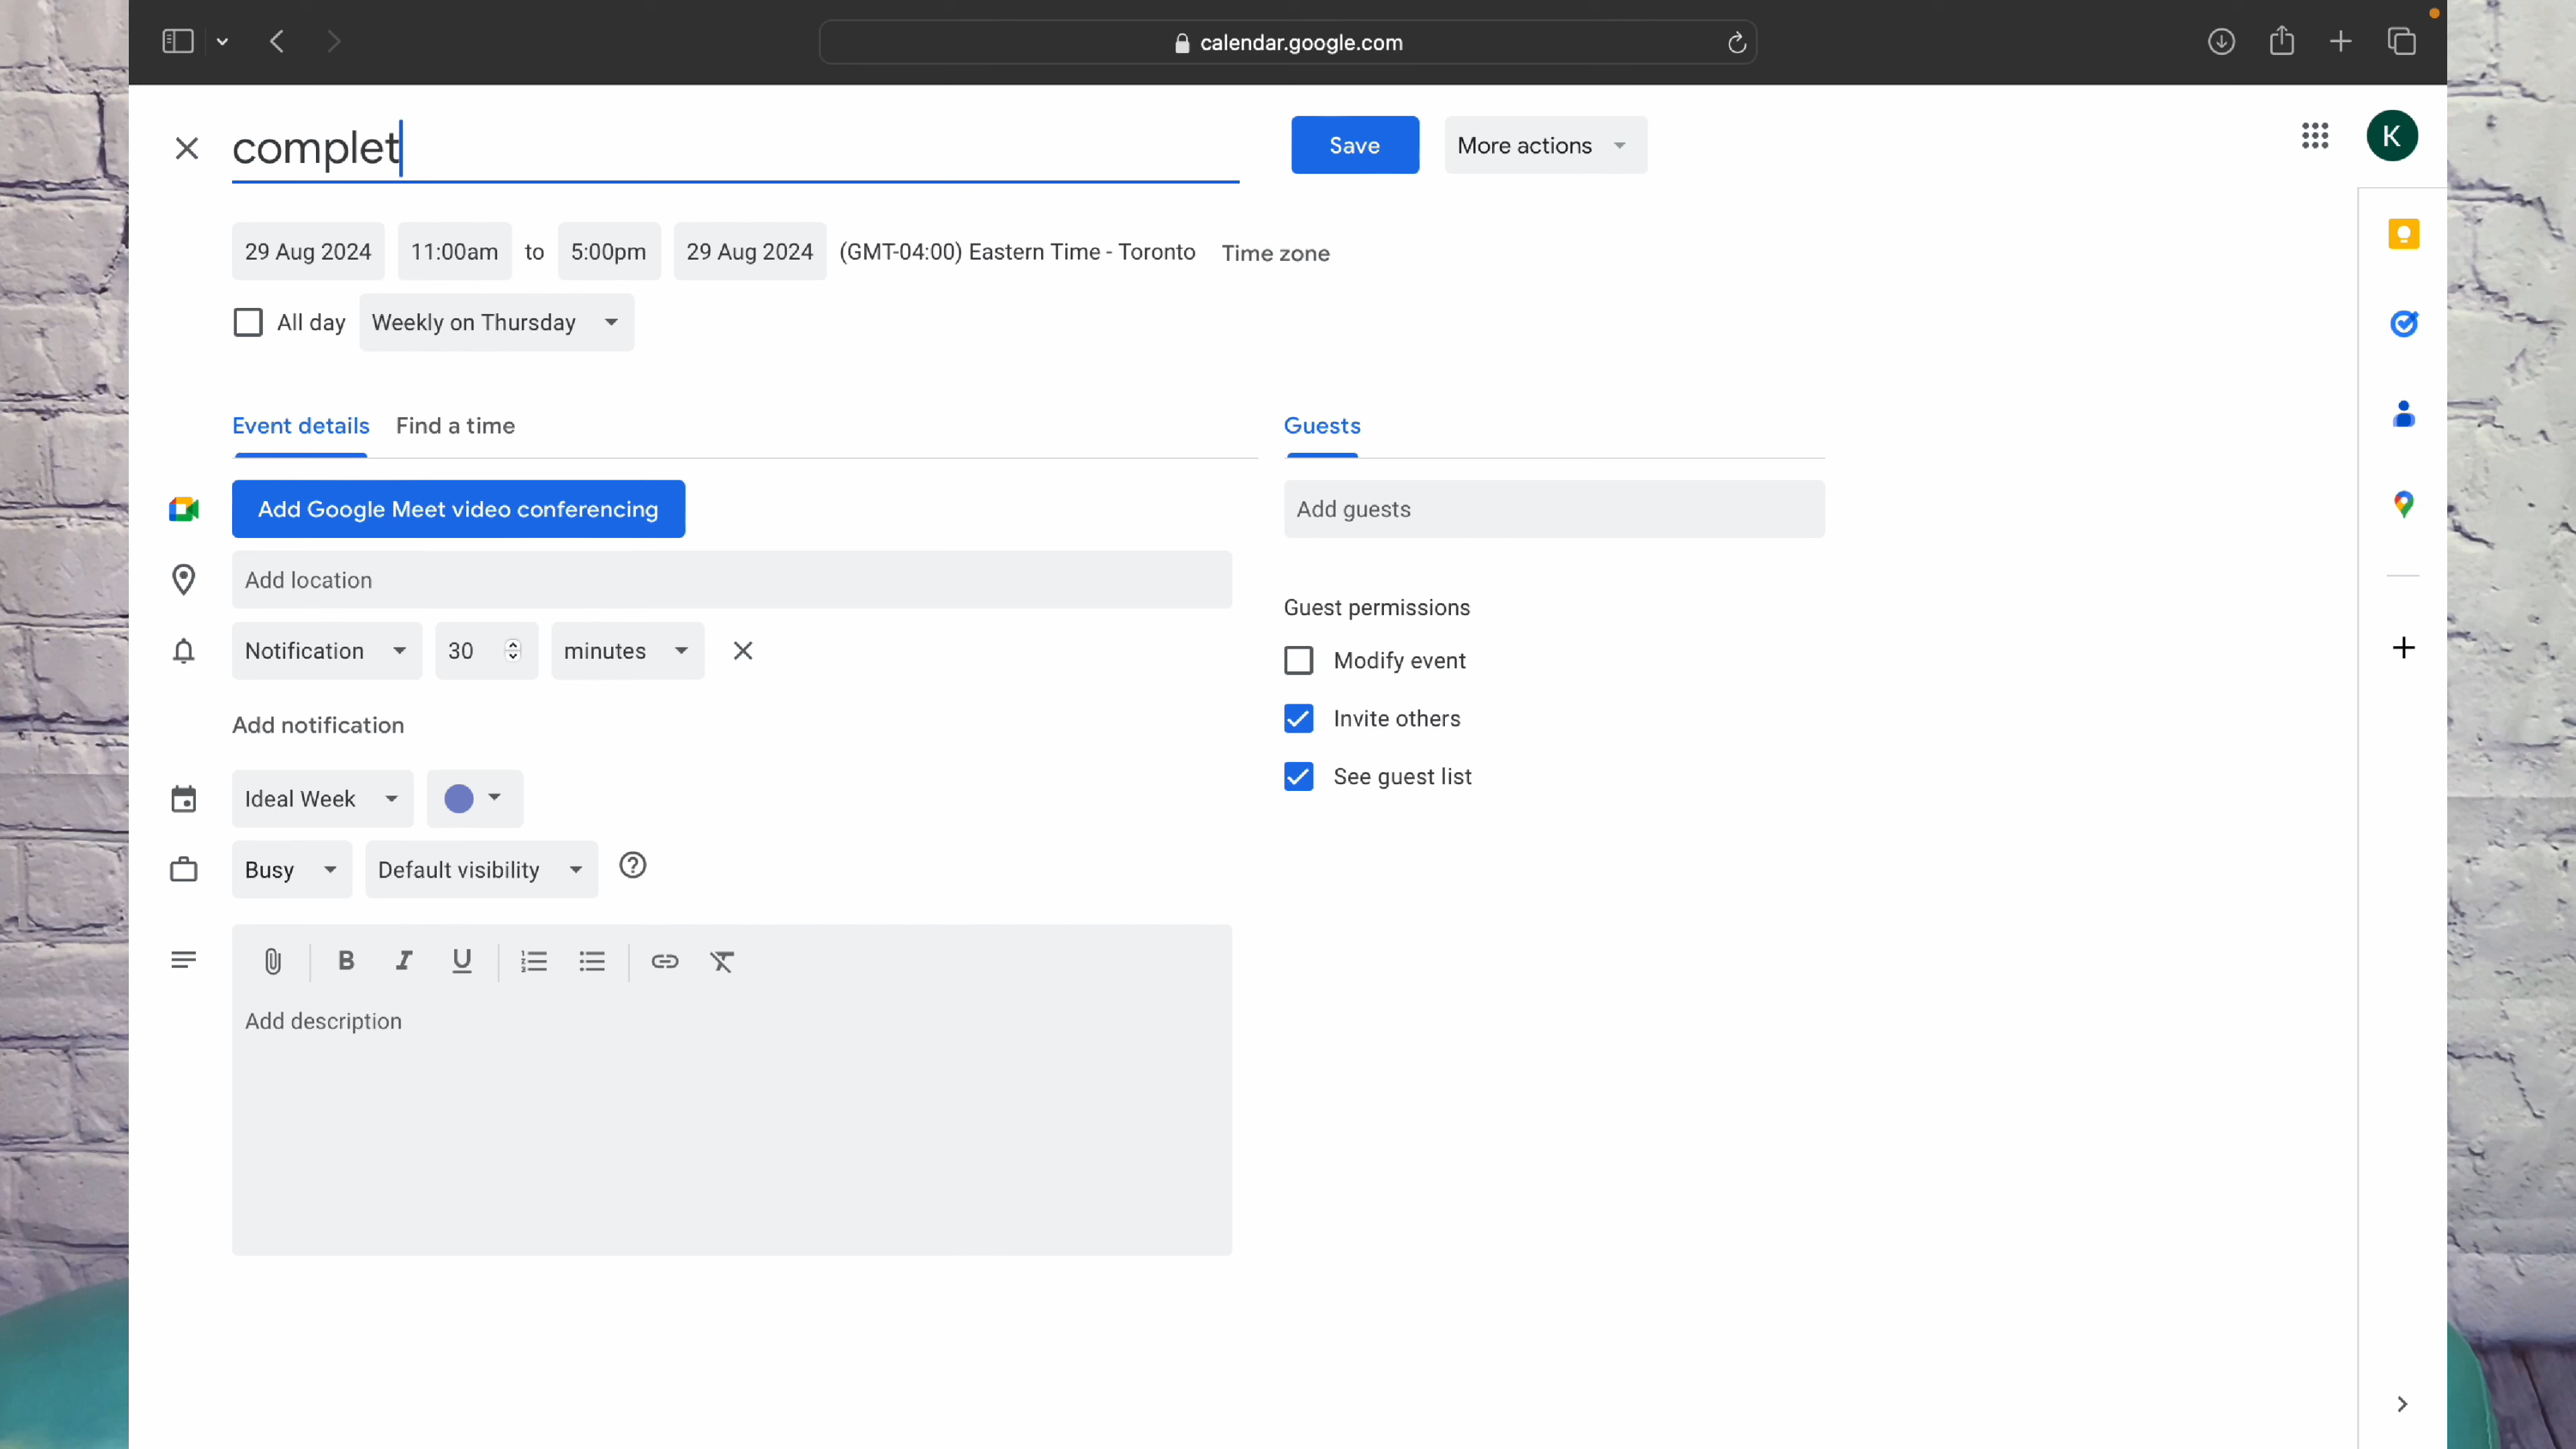 calendar.google.com
complet
Save
More actions
K
29 Aug 2024 11:00am to 5:00pm 29 Aug 2024 (GMT-04:00) Eastern Time - Toronto Time zone
All day Weekly on Thursday
Event details Find a time
Guests
Add Google Meet video conferencing
Add guests
Add location
Notification 30 minutes
Guest permissions
Modify event
Add notification
Invite others
See guest list
Ideal Week
Busy Default visibility
B I U
Add description